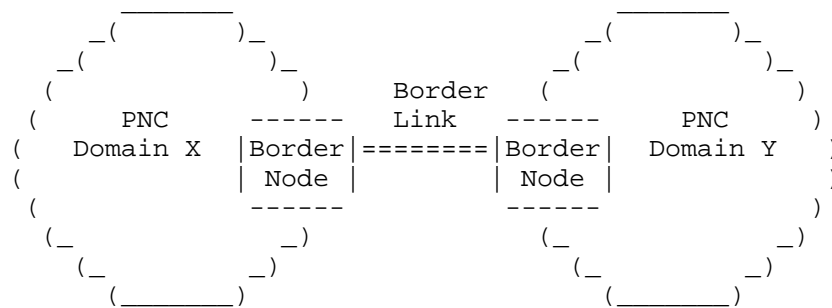 Border
PNC Link PNC
Domain X |Border|========|Border| Domain Y
| Node | | Node |